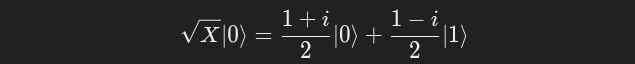 √X|0⟩ = (1 + i)/2 |0⟩ + (1 − i)/2 |1⟩